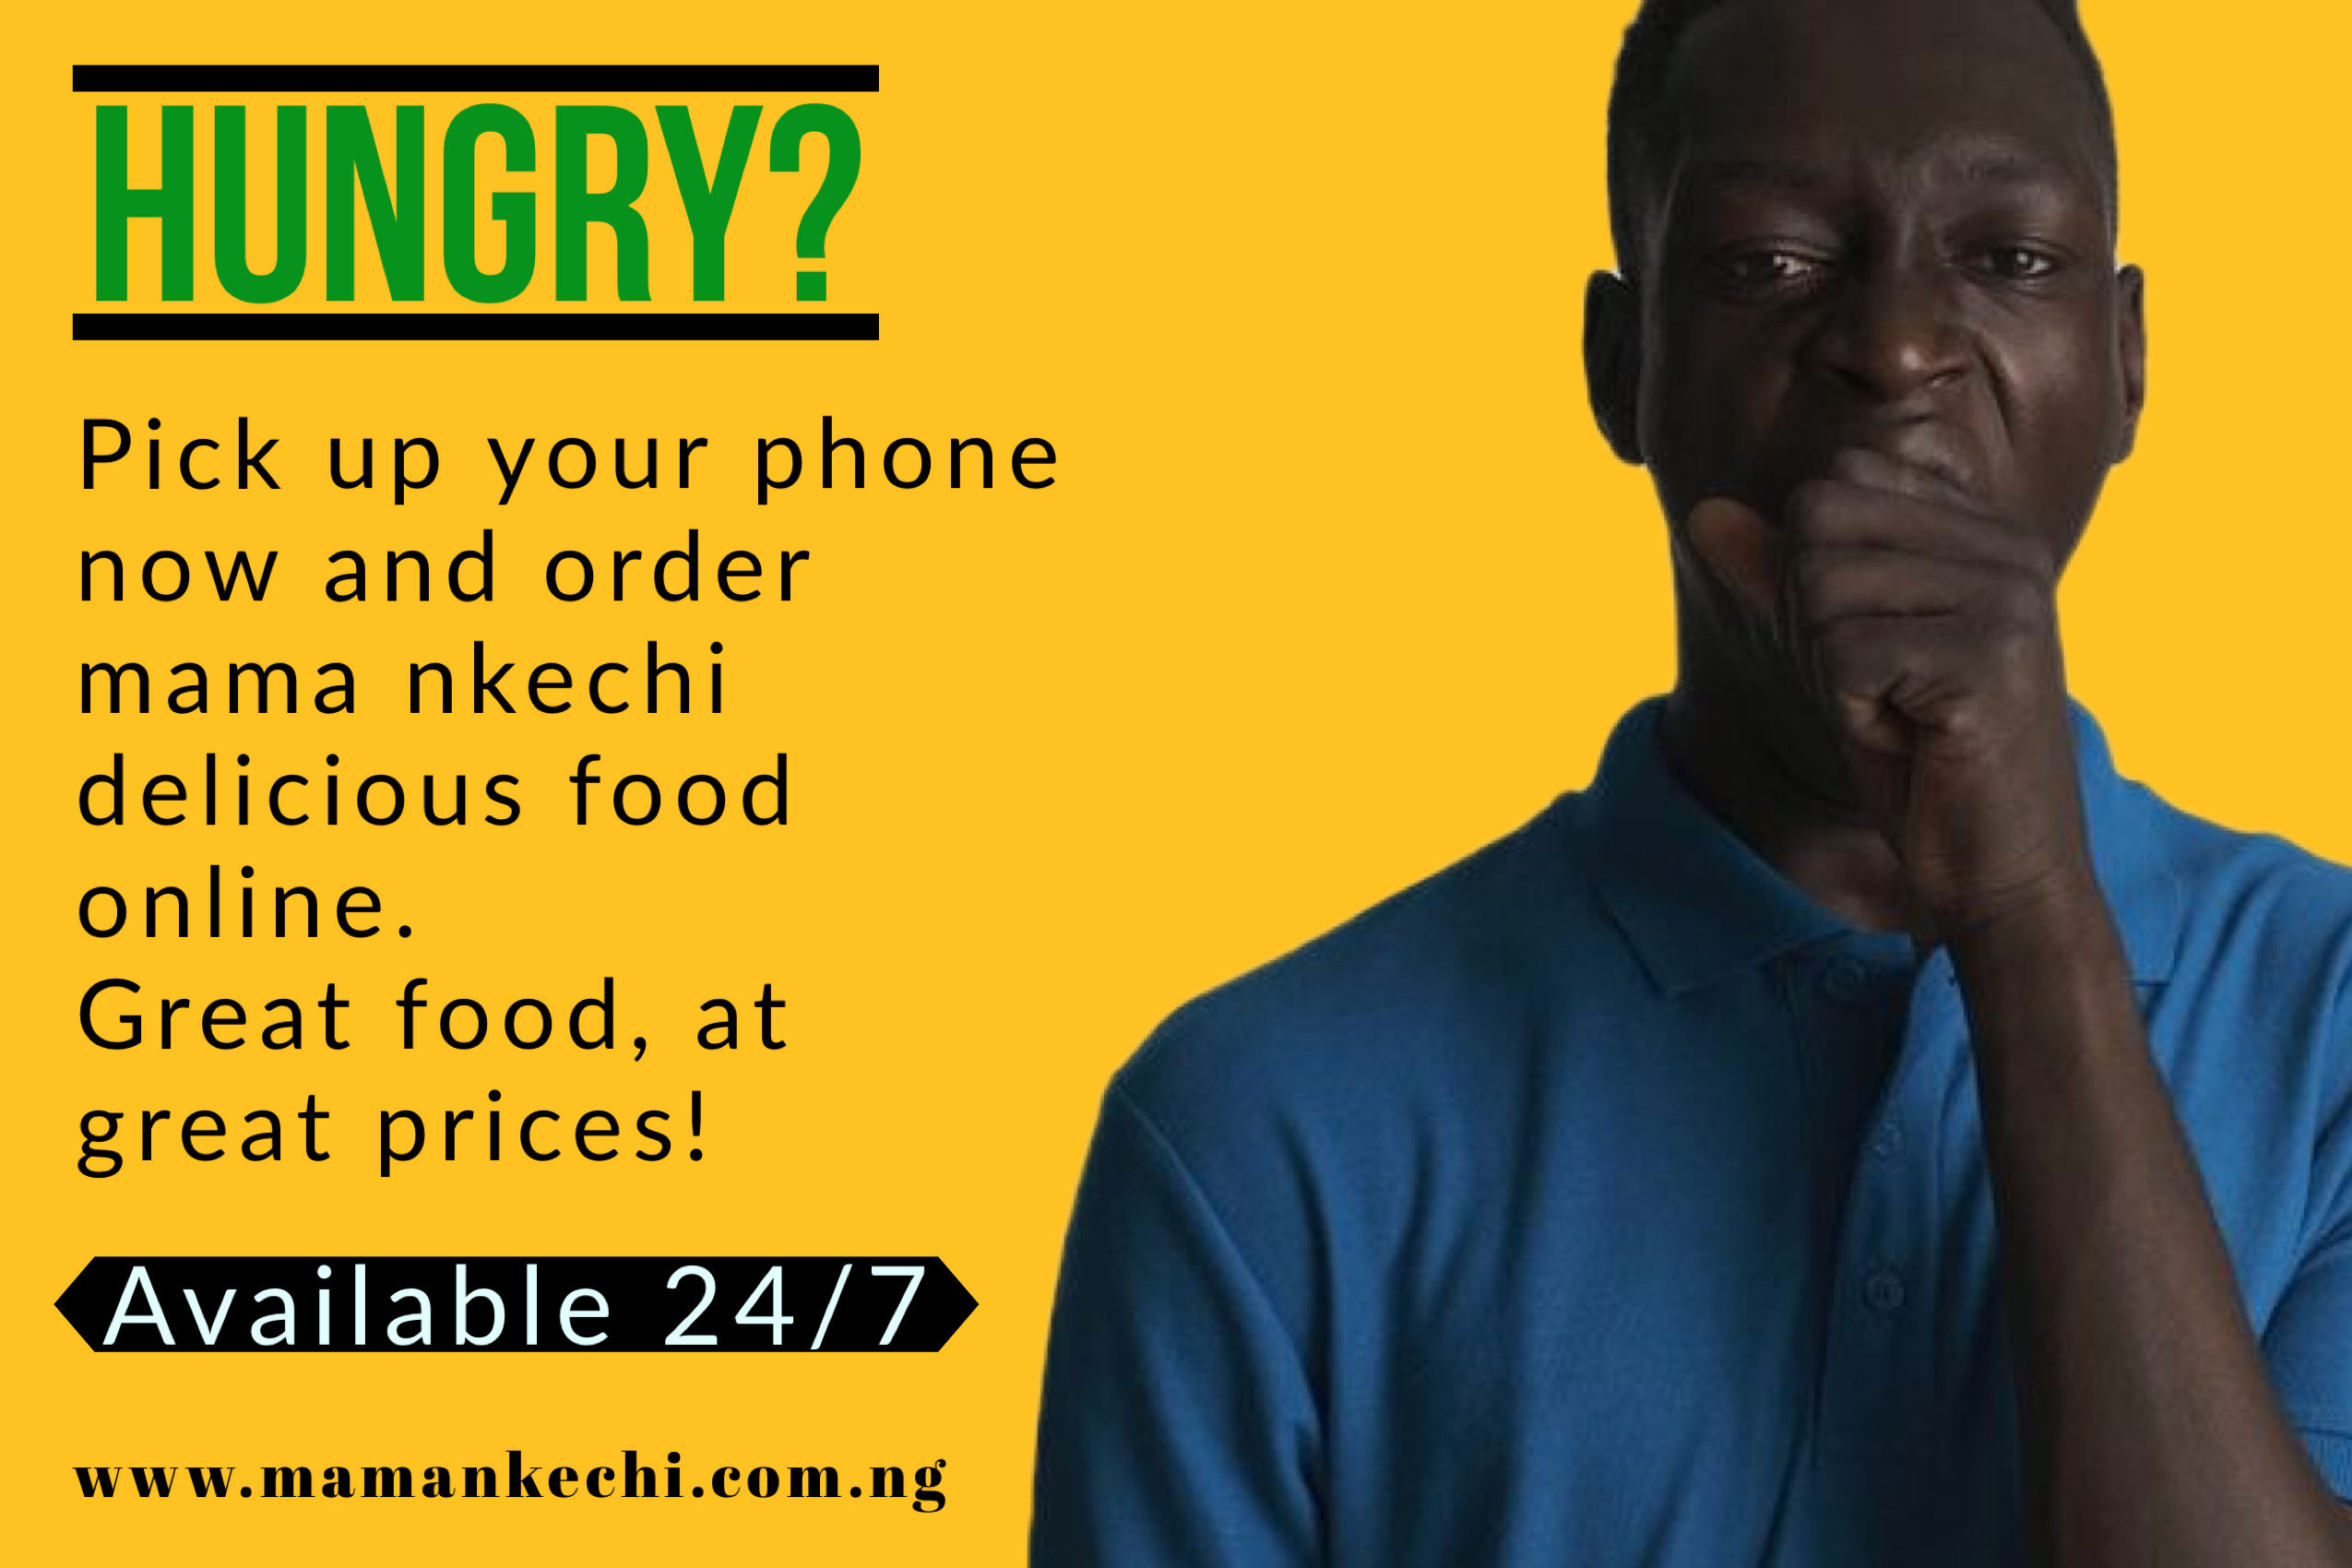 HUNGRY?
Pick up your phone
now and order
mama nkechi
delicious food
online.
Great food, at
great prices!
Available 24/7
www.mamankechi.com.ng